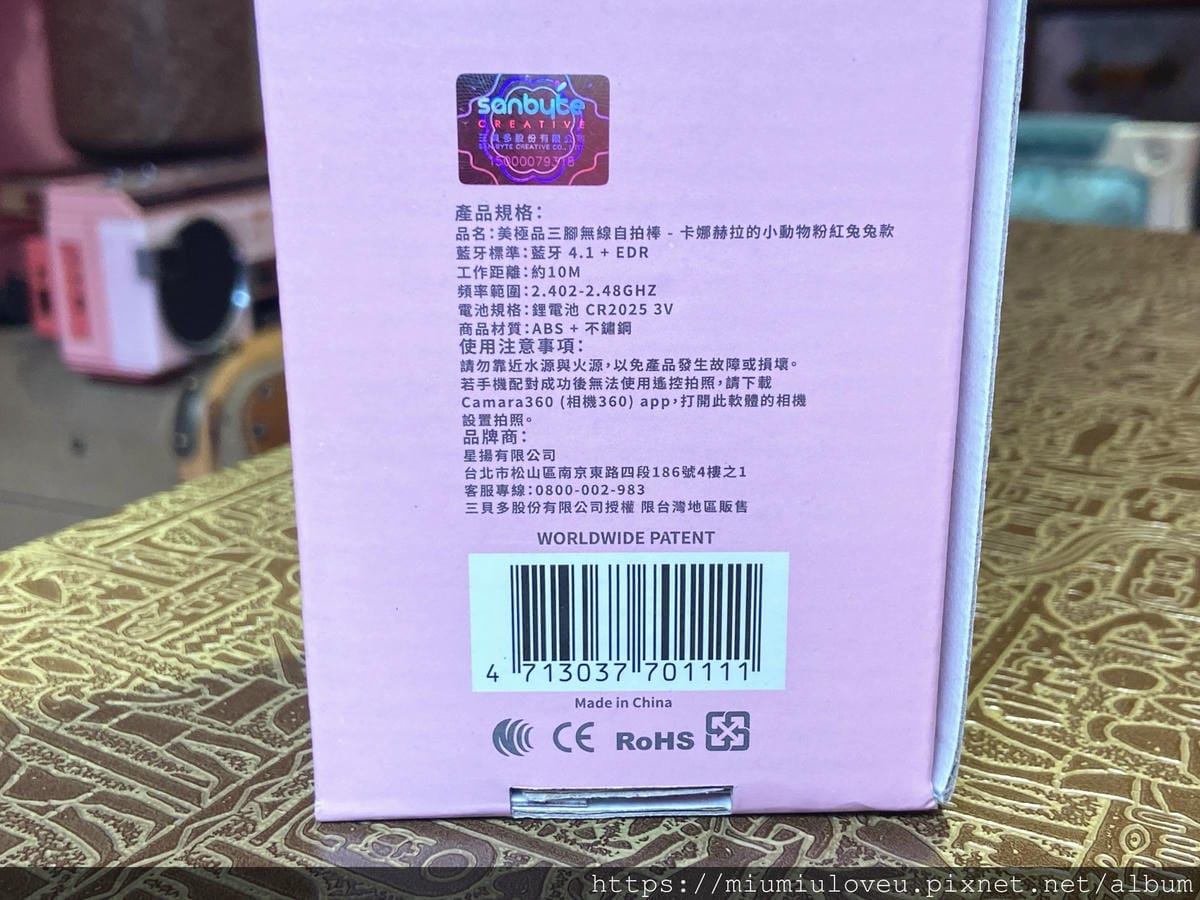 sanbyte
CREATIVE
三貝多股份有限公司
SAN-BYTE CREATIVE CO., LTD.
15000079318
產品規格：
品名：美極品三腳無線自拍棒 - 卡娜赫拉的小動物粉紅兔兔款
藍牙標準：藍牙 4.1 + EDR
工作距離：約10M
頻率範圍：2.402-2.48GHZ
電池規格：鋰電池 CR2025 3V
商品材質：ABS + 不鏽鋼
使用注意事項：
請勿靠近水源與火源，以免產品發生故障或損壞。
若手機配對成功後無法使用遙控拍照，請下載
Camara360 (相機360) app，打開此軟體的相機
設置拍照。
品牌商：
星揚有限公司
台北市松山區南京東路四段186號4樓之1
客服專線：0800-002-983
三貝多股份有限公司授權 限台灣地區販售
WORLDWIDE PATENT
4 713037 701111
Made in China
CE RoHS
https://miumiuloveu.pixnet.net/album